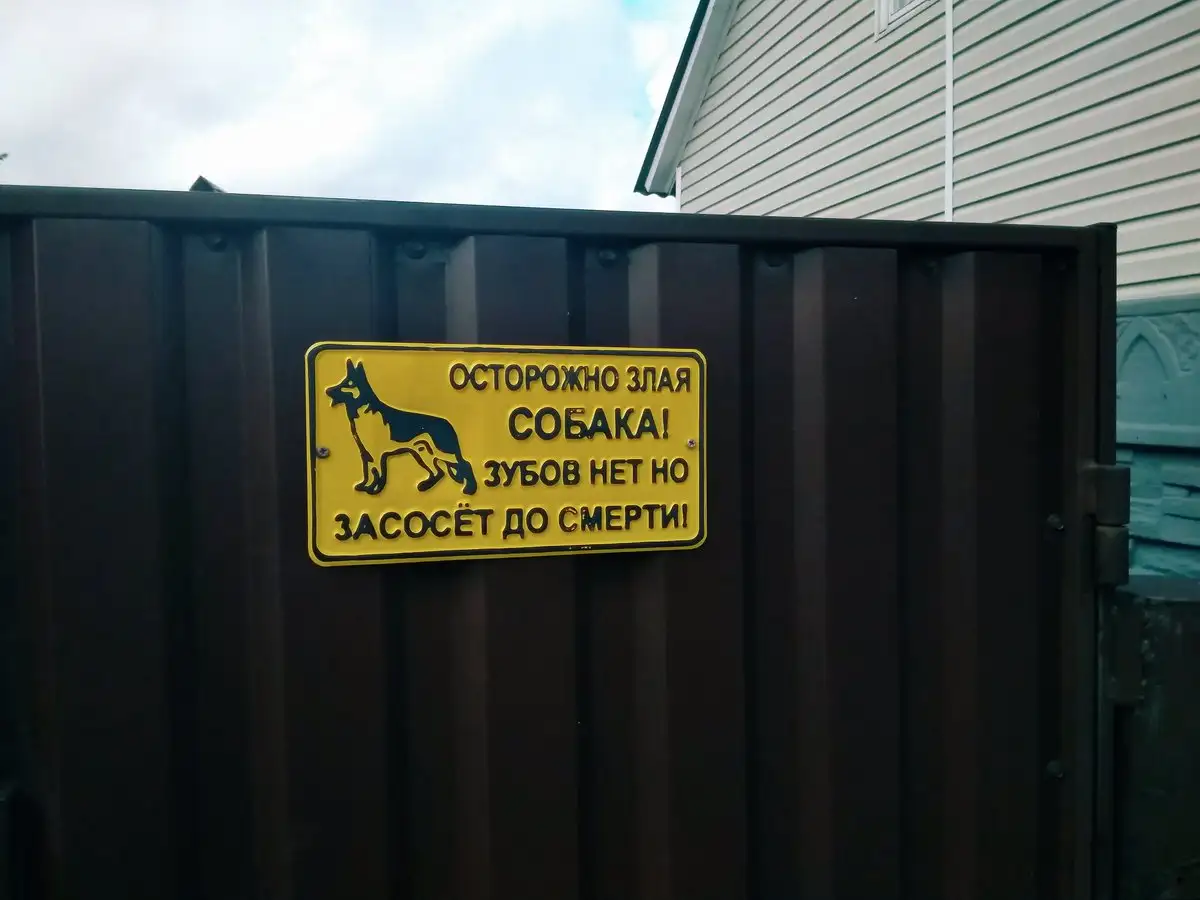 ОСТОРОЖНО ЗЛАЯ
СОБАКА!
ЗУБОВ НЕТ НО
ЗАСОСЁТ ДО СМЕРТИ!